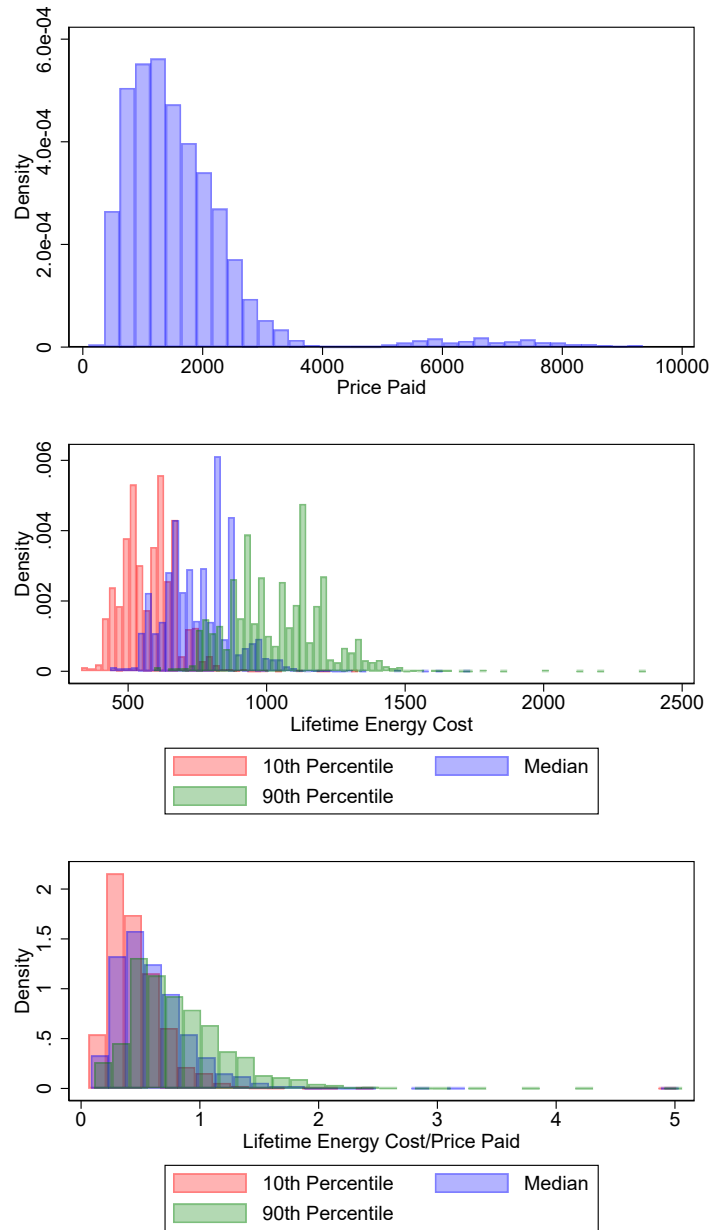 Density
6.0e-04
4.0e-04
2.0e-04
0
0 2000 4000 6000 8000 10000
Price Paid
Density
.006
.004
.002
0
500 1000 1500 2000 2500
Lifetime Energy Cost
10th Percentile Median
90th Percentile
Density
2
1.5
1
.5
0
0 1 2 3 4 5
Lifetime Energy Cost/Price Paid
10th Percentile Median
90th Percentile